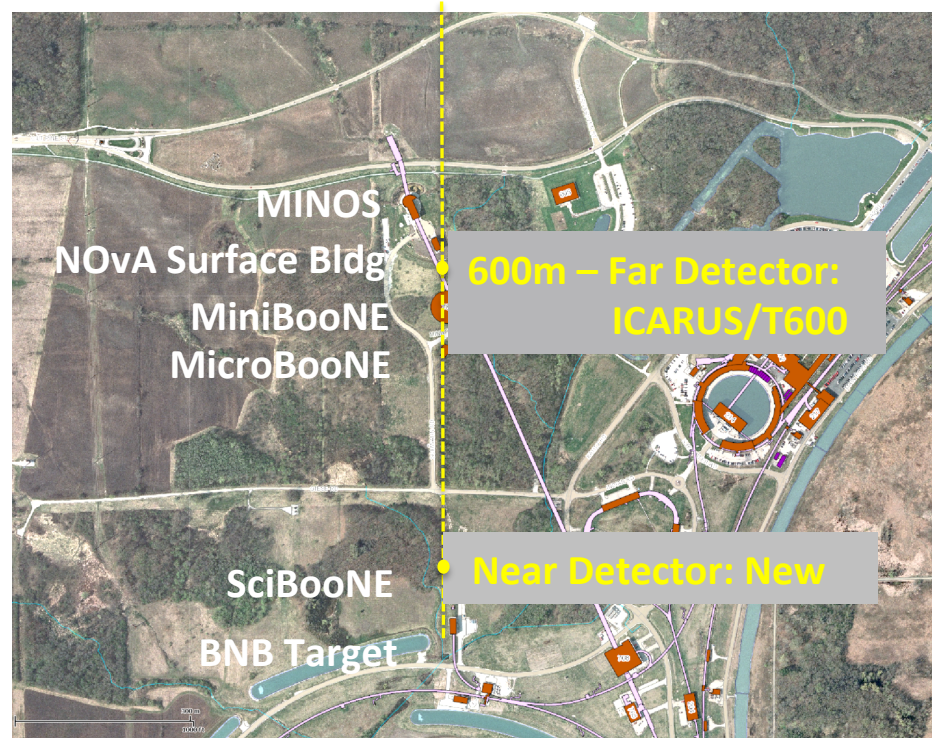 MINOS
NOvA Surface Bldg
600m – Far Detector:
ICARUS/T600
MiniBooNE
MicroBooNE
Near Detector: New
SciBooNE
BNB Target